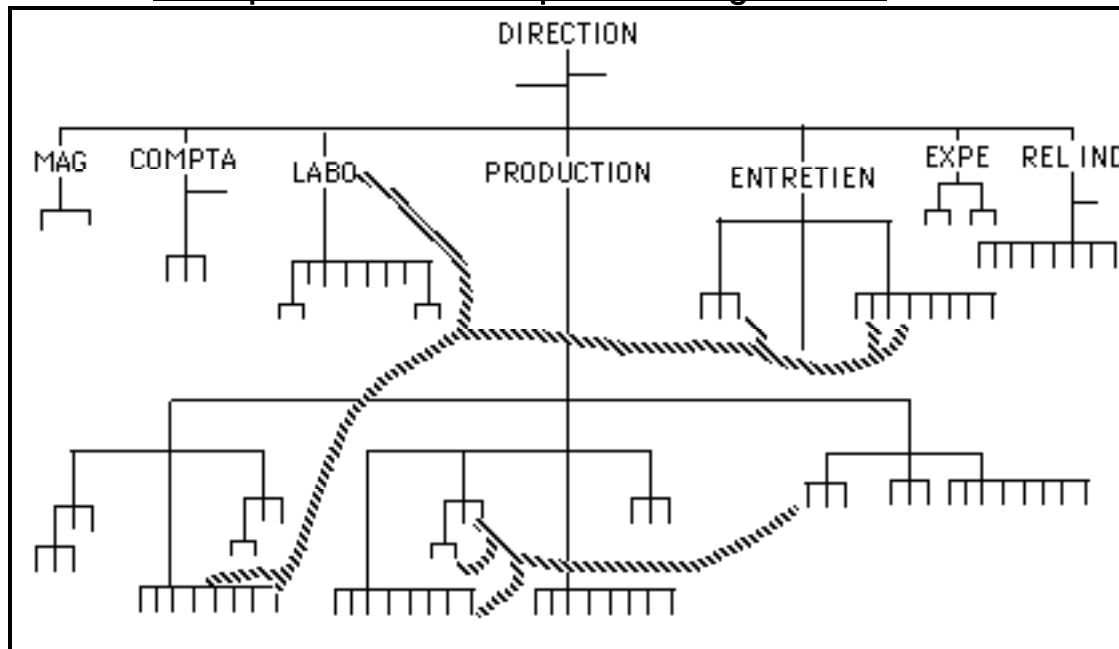 DIRECTION
MAG COMPTA LABO PRODUCTION ENTRETIEN EXPE REL IND